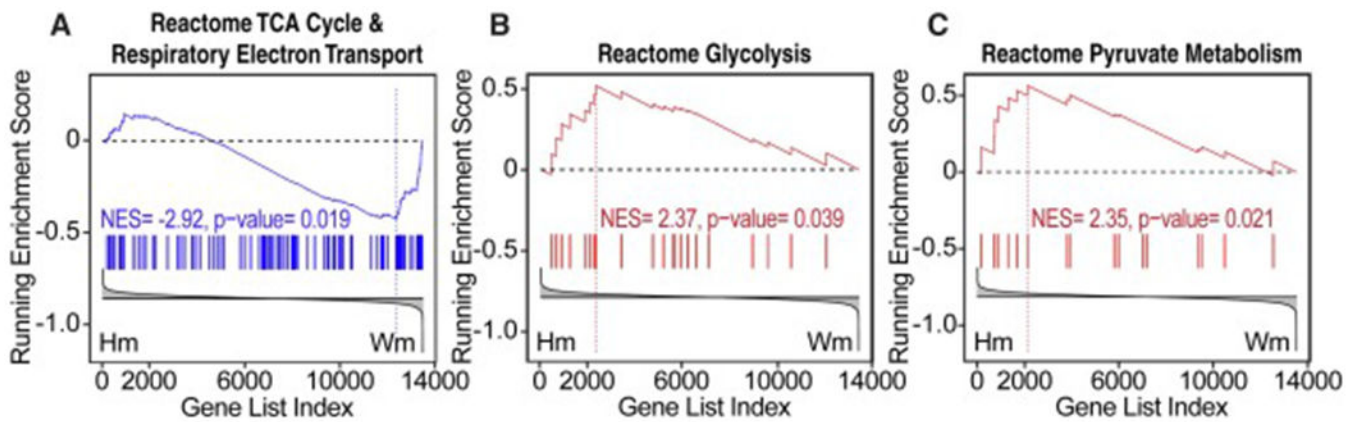 A
Reactome TCA Cycle &
Respiratory Electron Transport
Running Enrichment Score
0
-0.5
-1.0
NES= -2.92, p-value= 0.019
Hm
Wm
0 2000 6000 10000 14000
Gene List Index
B
Reactome Glycolysis
Running Enrichment Score
0.5
0
-0.5
-1.0
NES= 2.37, p-value= 0.039
Hm
Wm
0 2000 6000 10000 14000
Gene List Index
C
Reactome Pyruvate Metabolism
Running Enrichment Score
0.5
0
-0.5
-1.0
NES= 2.35, p-value= 0.021
Hm
Wm
0 2000 6000 10000 14000
Gene List Index